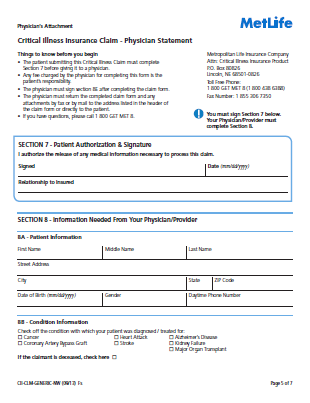 Physician's Attachment
MetLife
Critical Illness Insurance Claim - Physician Statement
Things to know before you begin
• The patient submitting this Critical Illness Claim must complete
Section 7 before giving it to a physician.
• Any fee charged by the physician for completing this form is the
patient's responsibility.
• The physician must sign section 8E after completing the claim form.
• The physician must return the completed claim form and any
attachments by fax or by mail to the address listed in the header of
the claim form or directly to the patient.
• If you have questions, please call 1 800 GET MET 8.
Metropolitan Life Insurance Company
Attn: Critical Illness Insurance Product
P.O. Box 80826
Lincoln, NE 68501-0826
Toll Free Phone:
1 800 GET MET 8 (1 800 438 6388)
Fax Number: 1 855 306 7350
You must sign Section 7 below.
Your Physician/Provider must
complete Section 8.
SECTION 7 - Patient Authorization & Signature
I authorize the release of any medical information necessary to process this claim.
Signed
Date (mm/dd/yyyy)
Relationship to Insured
SECTION 8 - Information Needed From Your Physician/Provider
8A - Patient Information
First Name
Middle Name
Last Name
Street Address
City
State
ZIP Code
Date of Birth (mm/dd/yyyy)
Gender
Daytime Phone Number
8B - Condition Information
Check off the condition with which your patient was diagnosed / treated for:
☐ Cancer ☐ Heart Attack ☐ Alzheimer's Disease
☐ Coronary Artery Bypass Graft ☐ Stroke ☐ Kidney Failure
☐ Major Organ Transplant
If the claimant is deceased, check here ☐
CII-CLM-GENERIC-NW (08/13) Fs
Page 5 of 7